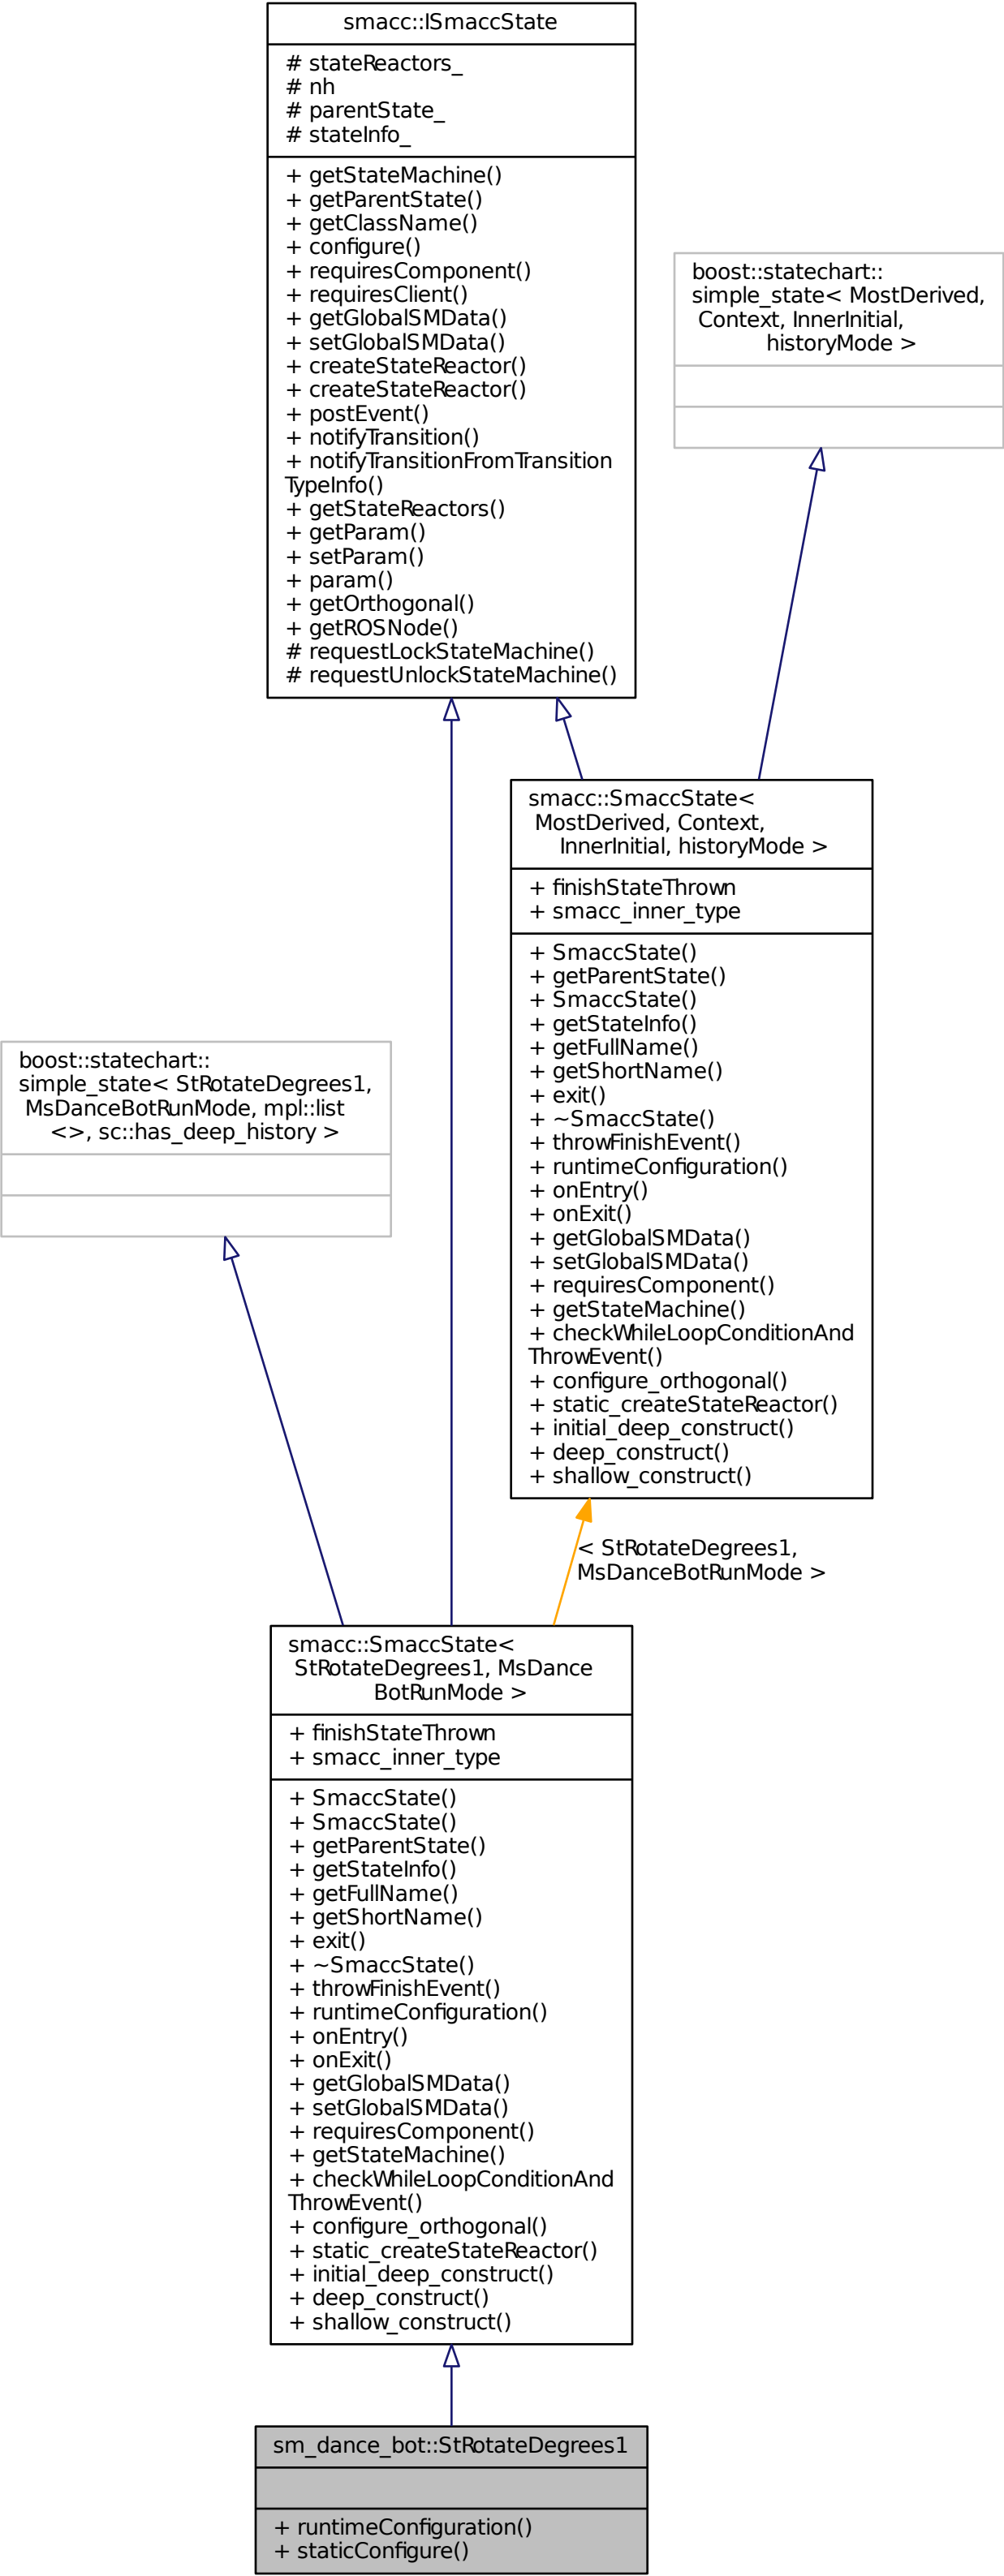 smacc::ISmaccState
# stateReactors_
# nh
# parentState_
# stateInfo_
+ getStateMachine()
+ getParentState()
+ getClassName()
+ configure()
+ requiresComponent()
+ requiresClient()
+ getGlobalSMData()
+ setGlobalSMData()
+ createStateReactor()
+ createStateReactor()
+ postEvent()
+ notifyTransition()
+ notifyTransitionFromTransition
TypeInfo()
+ getStateReactors()
+ getParam()
+ setParam()
+ param()
+ getOrthogonal()
+ getROSNode()
# requestLockStateMachine()
# requestUnlockStateMachine()
boost::statechart::
simple_state< MostDerived,
Context, InnerInitial,
historyMode >
smacc::SmaccState<
MostDerived, Context,
InnerInitial, historyMode >
+ finishStateThrown
+ smacc_inner_type
+ SmaccState()
+ getParentState()
+ SmaccState()
+ getStateInfo()
+ getFullName()
+ getShortName()
+ exit()
+ ~SmaccState()
+ throwFinishEvent()
+ runtimeConfiguration()
+ onEntry()
+ onExit()
+ getGlobalSMData()
+ setGlobalSMData()
+ requiresComponent()
+ getStateMachine()
+ checkWhileLoopConditionAnd
ThrowEvent()
+ configure_orthogonal()
+ static_createStateReactor()
+ initial_deep_construct()
+ deep_construct()
+ shallow_construct()
boost::statechart::
simple_state< StRotateDegrees1,
MsDanceBotRunMode, mpl::list
<>, sc::has_deep_history >
< StRotateDegrees1,
MsDanceBotRunMode >
smacc::SmaccState<
StRotateDegrees1, MsDance
BotRunMode >
+ finishStateThrown
+ smacc_inner_type
+ SmaccState()
+ SmaccState()
+ getParentState()
+ getStateInfo()
+ getFullName()
+ getShortName()
+ exit()
+ ~SmaccState()
+ throwFinishEvent()
+ runtimeConfiguration()
+ onEntry()
+ onExit()
+ getGlobalSMData()
+ setGlobalSMData()
+ requiresComponent()
+ getStateMachine()
+ checkWhileLoopConditionAnd
ThrowEvent()
+ configure_orthogonal()
+ static_createStateReactor()
+ initial_deep_construct()
+ deep_construct()
+ shallow_construct()
sm_dance_bot::StRotateDegrees1
+ runtimeConfiguration()
+ staticConfigure()